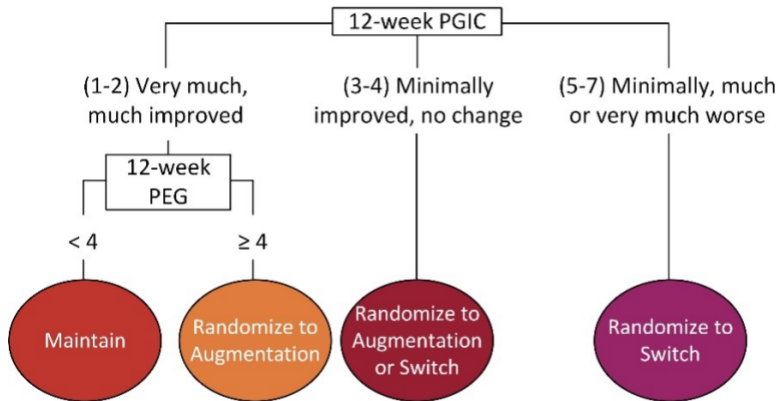 12-week PGIC
(1-2) Very much,
much improved
(3-4) Minimally
improved, no change
(5-7) Minimally, much
or very much worse
12-week
PEG
< 4
≥ 4
Maintain
Randomize to
Augmentation
Randomize to
Augmentation
or Switch
Randomize to
Switch